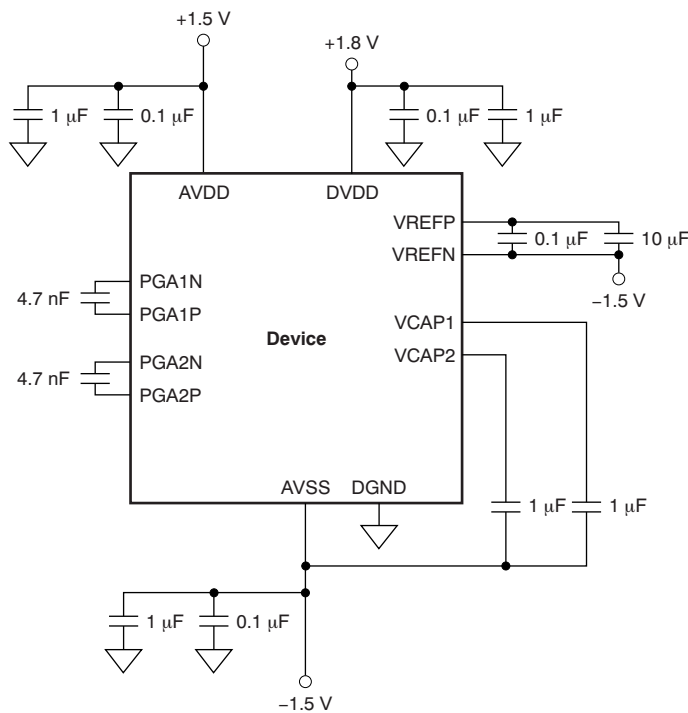 +1.5 V
+1.8 V
1 μF
0.1 μF
0.1 μF
1 μF
AVDD
DVDD
VREFP
0.1 μF
10 μF
VREFN
PGA1N
4.7 nF
−1.5 V
PGA1P
VCAP1
Device
PGA2N
VCAP2
4.7 nF
PGA2P
AVSS
DGND
1 μF
1 μF
1 μF
0.1 μF
−1.5 V